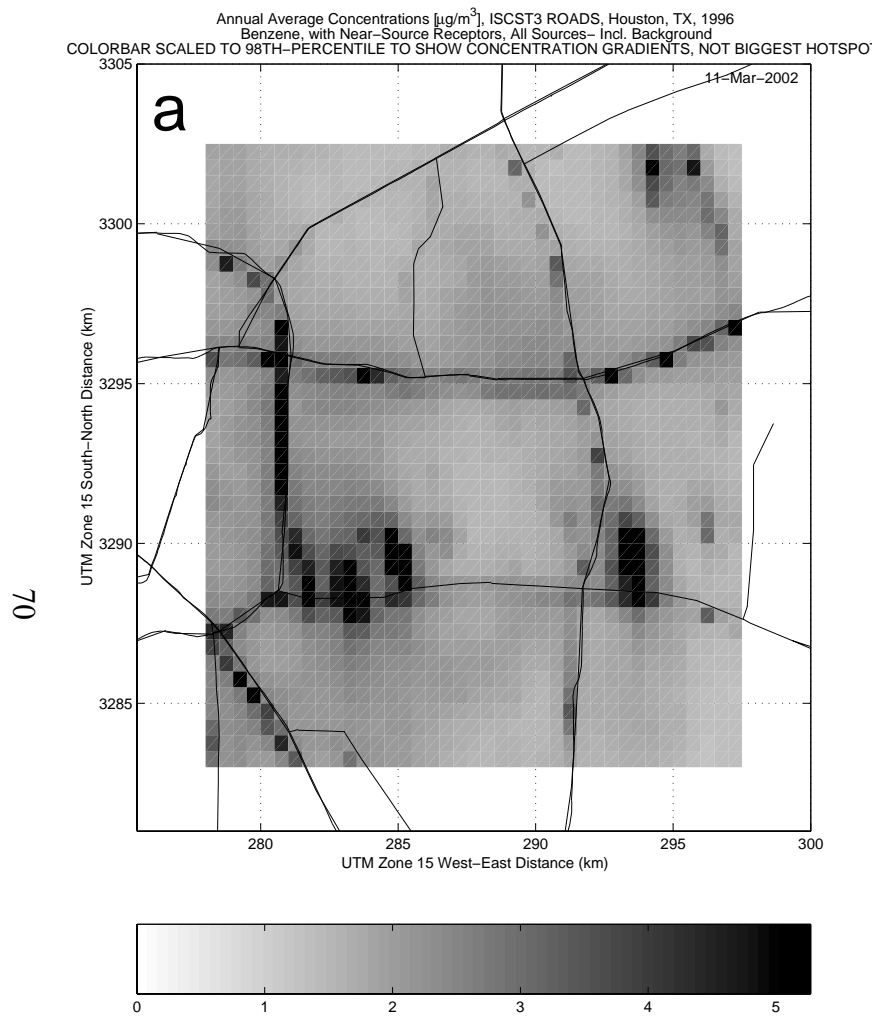 Annual Average Concentrations [μg/m³], ISCST3 ROADS, Houston, TX, 1996
Benzene, with Near−Source Receptors, All Sources− Incl. Background
COLORBAR SCALED TO 98TH−PERCENTILE TO SHOW CONCENTRATION GRADIENTS, NOT BIGGEST HOTSPOT
11−Mar−2002
a
3305
3300
3295
3290
3285
UTM Zone 15 South−North Distance (km)
280 285 290 295 300
UTM Zone 15 West−East Distance (km)
0 1 2 3 4 5
70